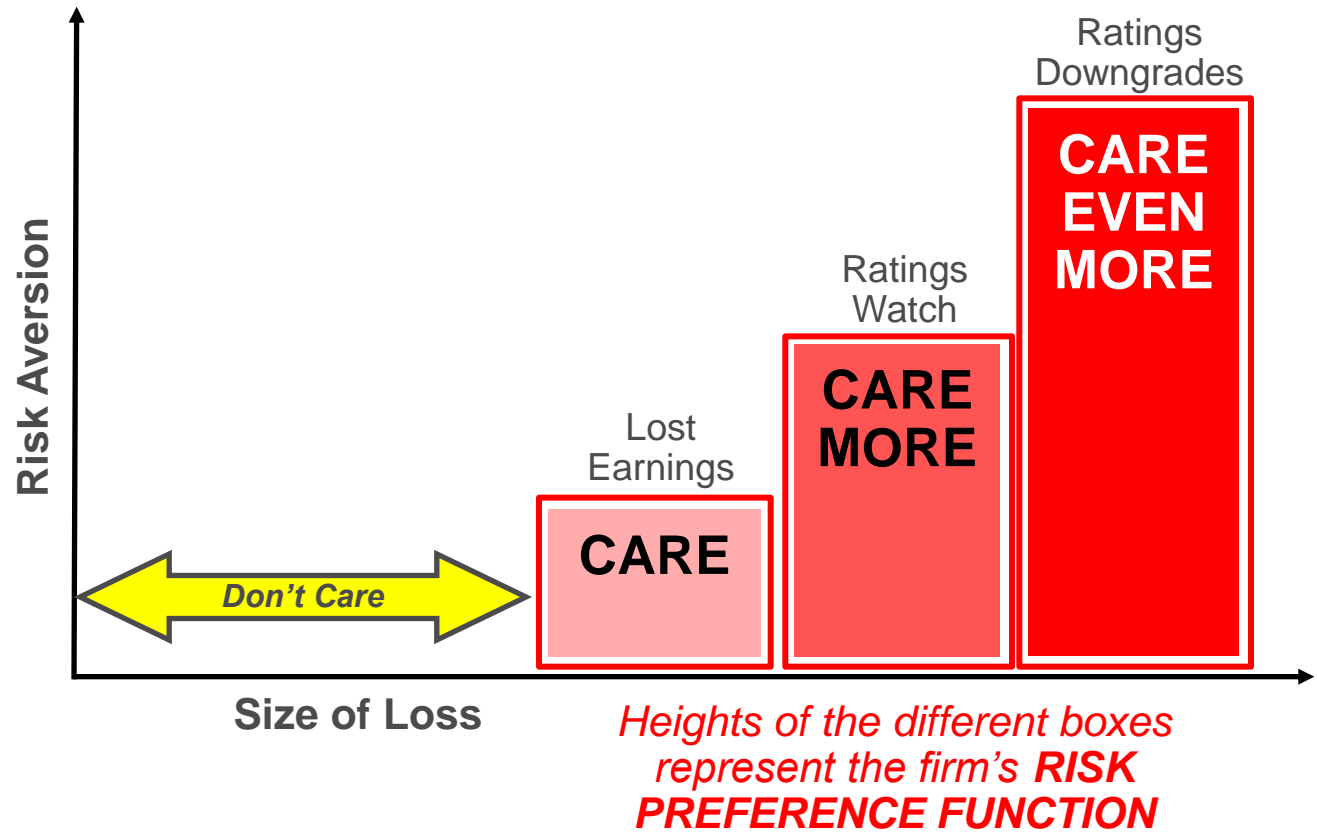 Ratings
Downgrades
CARE
EVEN
MORE
Ratings
Watch
CARE
MORE
Lost
Earnings
CARE
Don’t Care
Risk Aversion
Size of Loss
Heights of the different boxes
represent the firm’s RISK
PREFERENCE FUNCTION